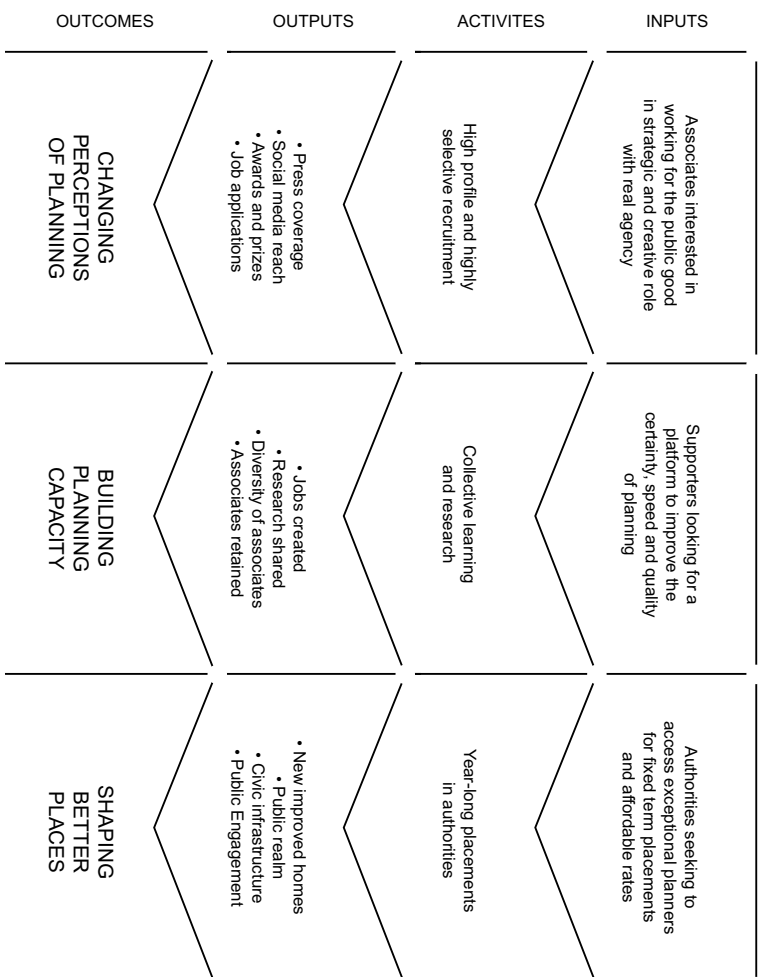 INPUTS
Associates interested in
working for the public good
in strategic and creative role
with real agency
Supporters looking for a
platform to improve the
certainty, speed and quality
of planning
Authorities seeking to
access exceptional planners
for fixed term placements
and affordable rates
ACTIVITES
High profile and highly
selective recruitment
Collective learning
and research
Year-long placements
in authorities
OUTPUTS
• Press coverage
• Social media reach
• Awards and prizes
• Job applications
• Jobs created
• Research shared
• Diversity of associates
• Associates retained
• New improved homes
• Public realm
• Civic infrastructure
• Public Engagement
OUTCOMES
CHANGING
PERCEPTIONS
OF PLANNING
BUILDING
PLANNING
CAPACITY
SHAPING
BETTER
PLACES